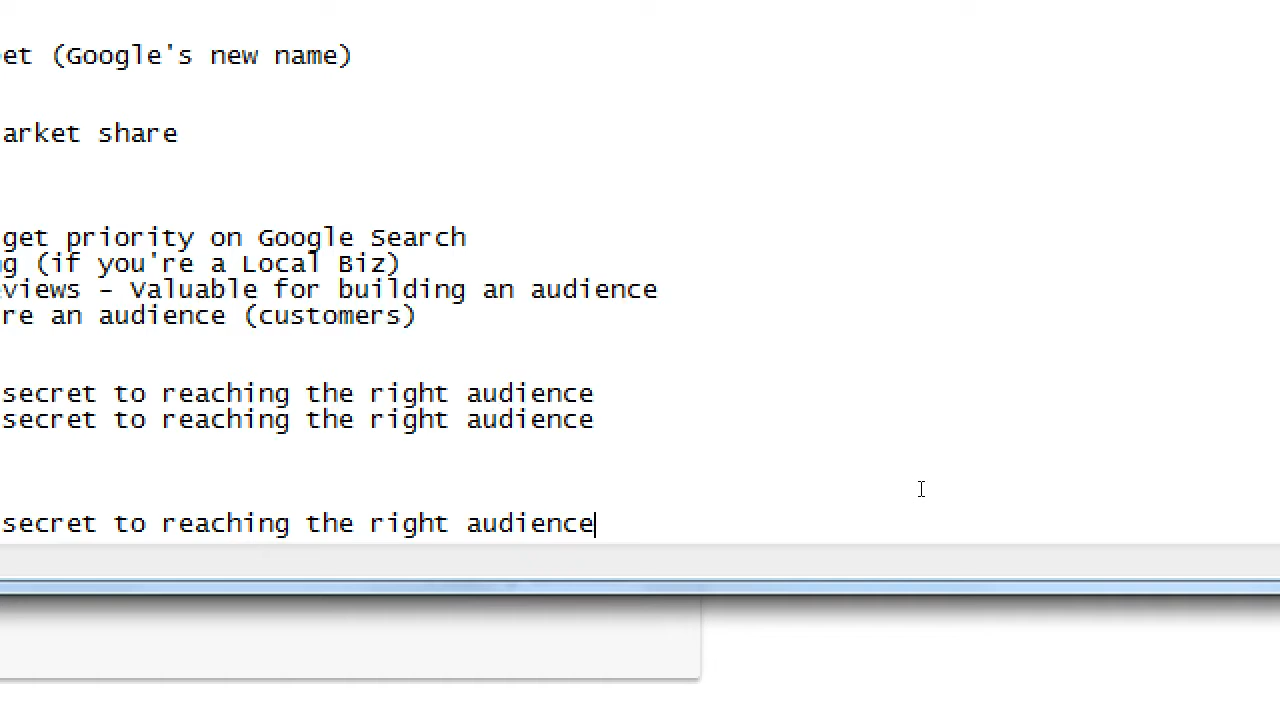 et (Google's new name)
arket share
get priority on Google Search
g (if you're a Local Biz)
views - Valuable for building an audience
re an audience (customers)
secret to reaching the right audience
secret to reaching the right audience
secret to reaching the right audience